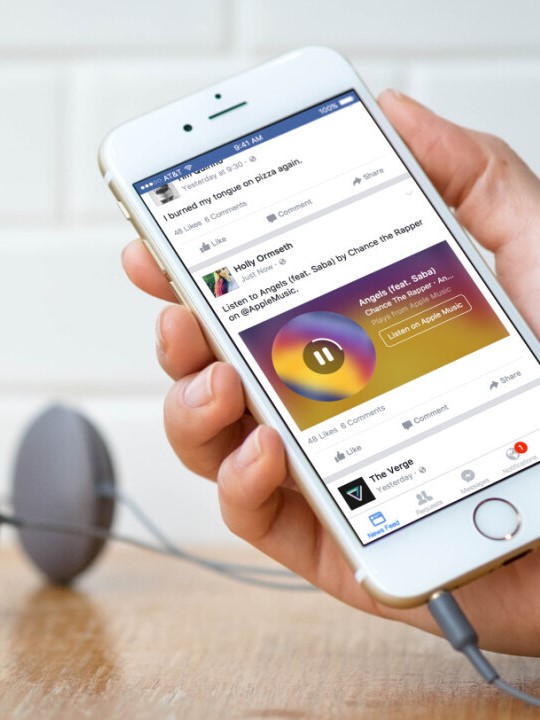 AT&T
9:41 AM
100%
Yesterday at 9:30 ·
I burned my tongue on pizza again.
48 Likes 6 Comments
Like
Comment
Share
Holly Ormseth
Just Now ·
Listen to Angels (feat. Saba) by Chance the Rapper
on @AppleMusic.
Angels (feat. Saba)
Chance The Rapper · An...
Plays from Apple Music
Listen on Apple Music
48 Likes 6 Comments
Like
Comment
Share
The Verge
Yesterday ·
News Feed
Requests
Messages
Notifications
1